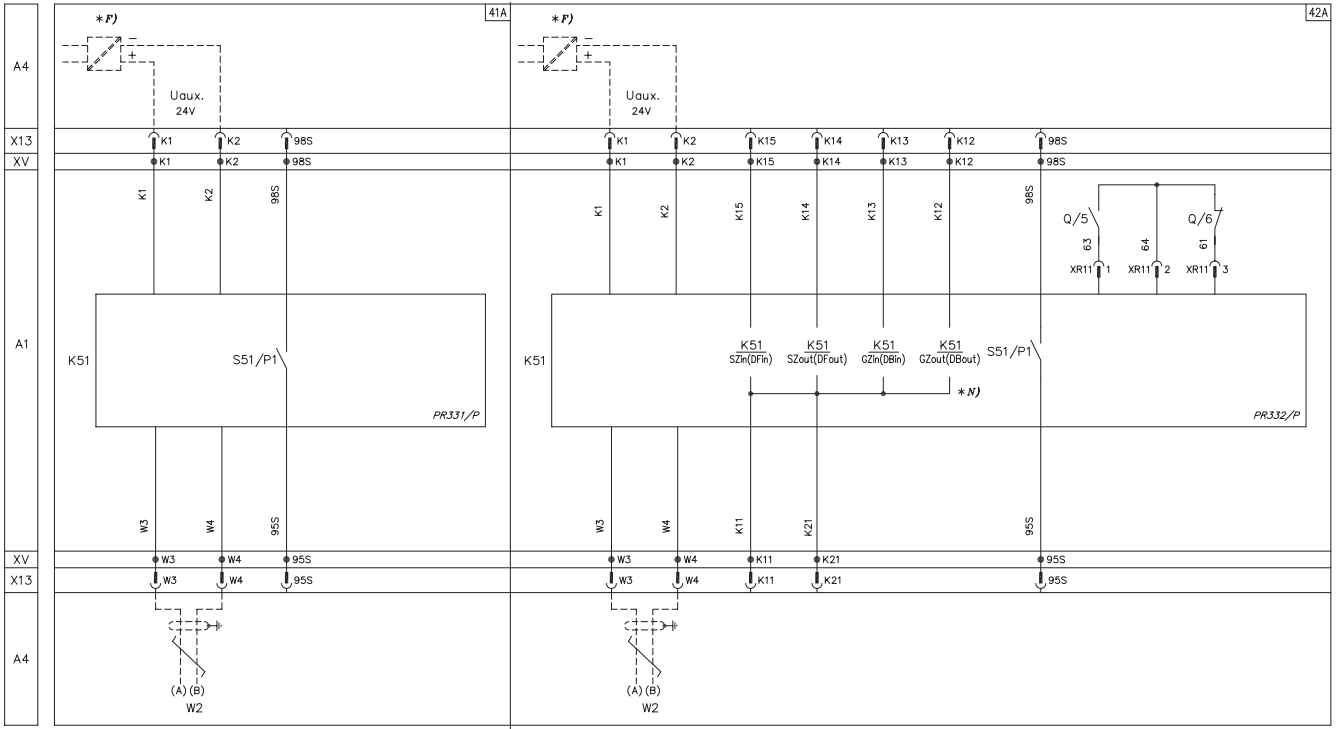 41A
42A
*F)
*F)
A4
Uaux.
24V
Uaux.
24V
X13
K1
K2
98S
K1
K2
K15
K14
K13
K12
98S
XV
K1
K2
98S
K1
K2
K15
K14
K13
K12
98S
K1
K2
98S
K1
K2
K15
K14
K13
K12
98S
Q/5
Q/6
63
64
61
XR11
1
XR11
2
XR11
3
A1
K51
S51/P1
PR331/P
K51
K51
SZin(DFin)
K51
SZout(DFout)
K51
GZin(DBin)
K51
GZout(DBout)
S51/P1
*N)
PR332/P
W3
W4
95S
W3
W4
K11
K21
95S
XV
W3
W4
95S
W3
W4
K11
K21
95S
X13
W3
W4
95S
W3
W4
K11
K21
95S
A4
(A) (B)
W2
(A) (B)
W2